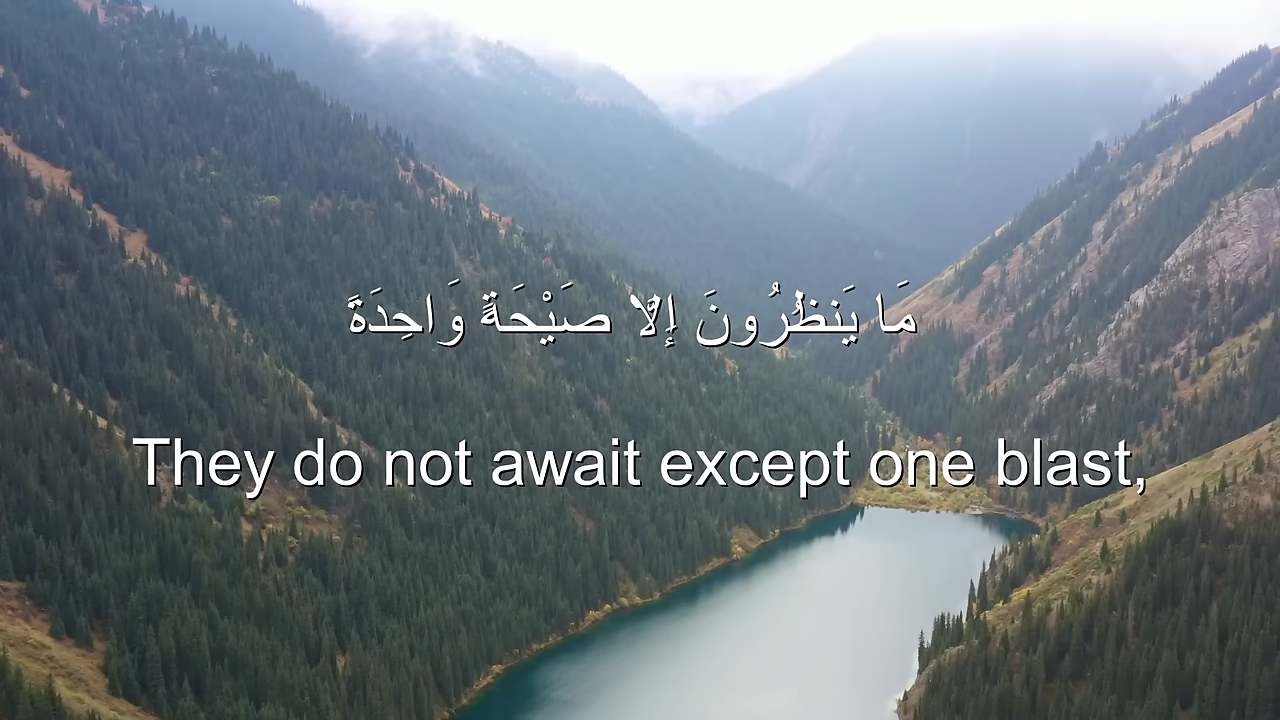 مَا يَنظُرُونَ إِلَّا صَيْحَةً وَاحِدَةً
They do not await except one blast,